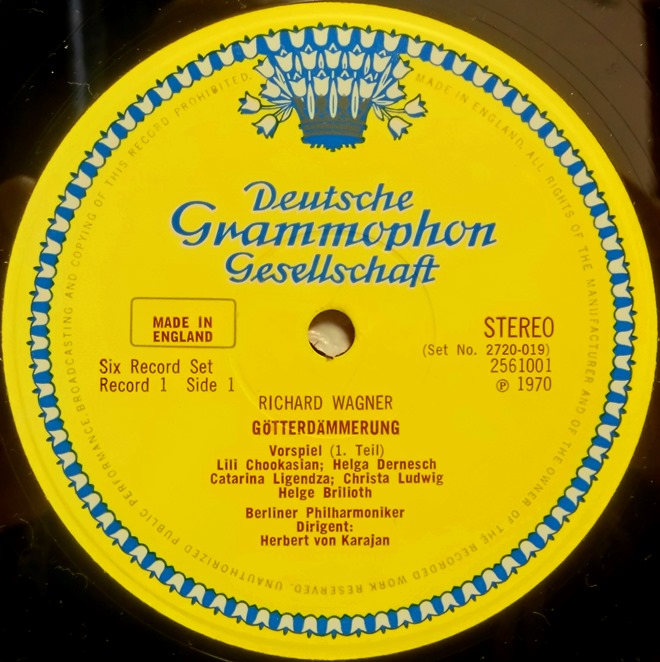 MADE IN ENGLAND. ALL RIGHTS OF THE MANUFACTURER AND OF THE OWNER OF THE RECORDED WORK RESERVED. UNAUTHORIZED PUBLIC PERFORMANCE, BROADCASTING AND COPYING OF THIS RECORD PROHIBITED.
Deutsche
Grammophon
Gesellschaft
MADE IN
ENGLAND
STEREO
(Set No. 2720-019)
2561001
℗ 1970
Six Record Set
Record 1 Side 1
RICHARD WAGNER
GÖTTERDÄMMERUNG
Vorspiel (1. Teil)
Lili Chookasian; Helga Dernesch
Catarina Ligendza; Christa Ludwig
Helge Brilioth
Berliner Philharmoniker
Dirigent:
Herbert von Karajan